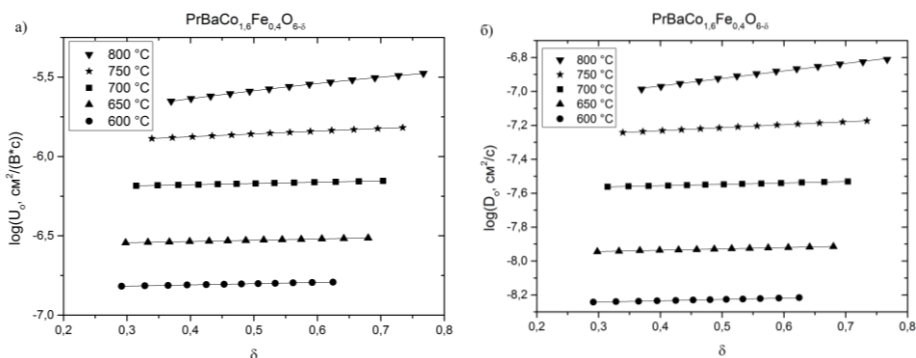 а)
PrBaCo1,6Fe0,4O6-δ
▼ 800 °C
★ 750 °C
■ 700 °C
▲ 650 °C
● 600 °C
log(Uo, см²/(В*с)
-5,5
-6,0
-6,5
-7,0
0,2 0,3 0,4 0,5 0,6 0,7 0,8
δ
б)
PrBaCo1,6Fe0,4O6-δ
▼ 800 °C
★ 750 °C
■ 700 °C
▲ 650 °C
● 600 °C
log(Do, см²/с)
-6,8
-7,0
-7,2
-7,4
-7,6
-7,8
-8,0
-8,2
0,2 0,3 0,4 0,5 0,6 0,7 0,8
δ